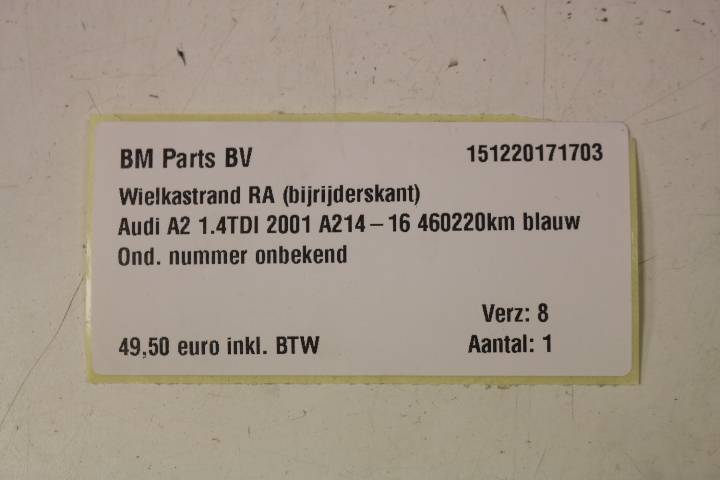 BM Parts BV 151220171703
Wielkastrand RA (bijrijderskant)
Audi A2 1.4TDI 2001 A214 – 16 460220km blauw
Ond. nummer onbekend
Verz: 8
49,50 euro inkl. BTW Aantal: 1